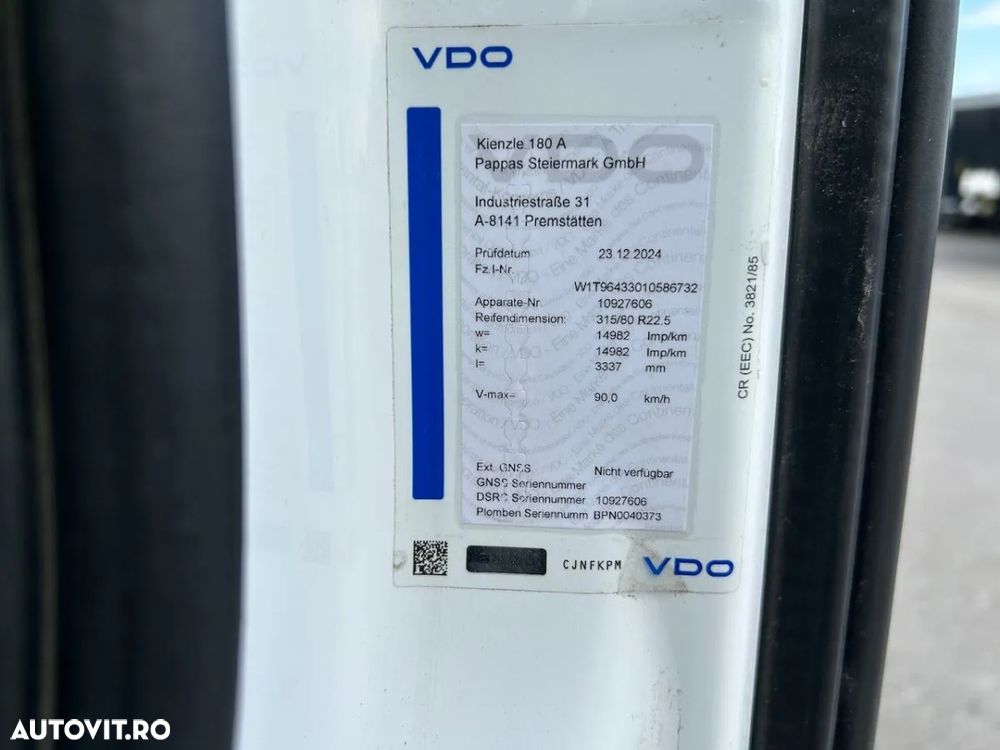 VDO
Kienzle 180 A
Pappas Steiermark GmbH
Industriestraße 31
A-8141 Premstätten
Prüfdatum 23.12.2024
Fz.I-Nr.
W1T96433010586732
Apparate-Nr. 10927606
Reifendimension: 315/80 R22.5
w= 14982 Imp/km
k= 14982 Imp/km
l= 3337 mm
V-max= 90,0 km/h
Ext. GNSS Nicht verfügbar
GNSS Seriennummer
DSRC Seriennummer 10927606
Plomben Seriennumm BPN0040373
CJNFKPM VDO
CR (EEC) No. 3821/85
AUTOVIT.RO